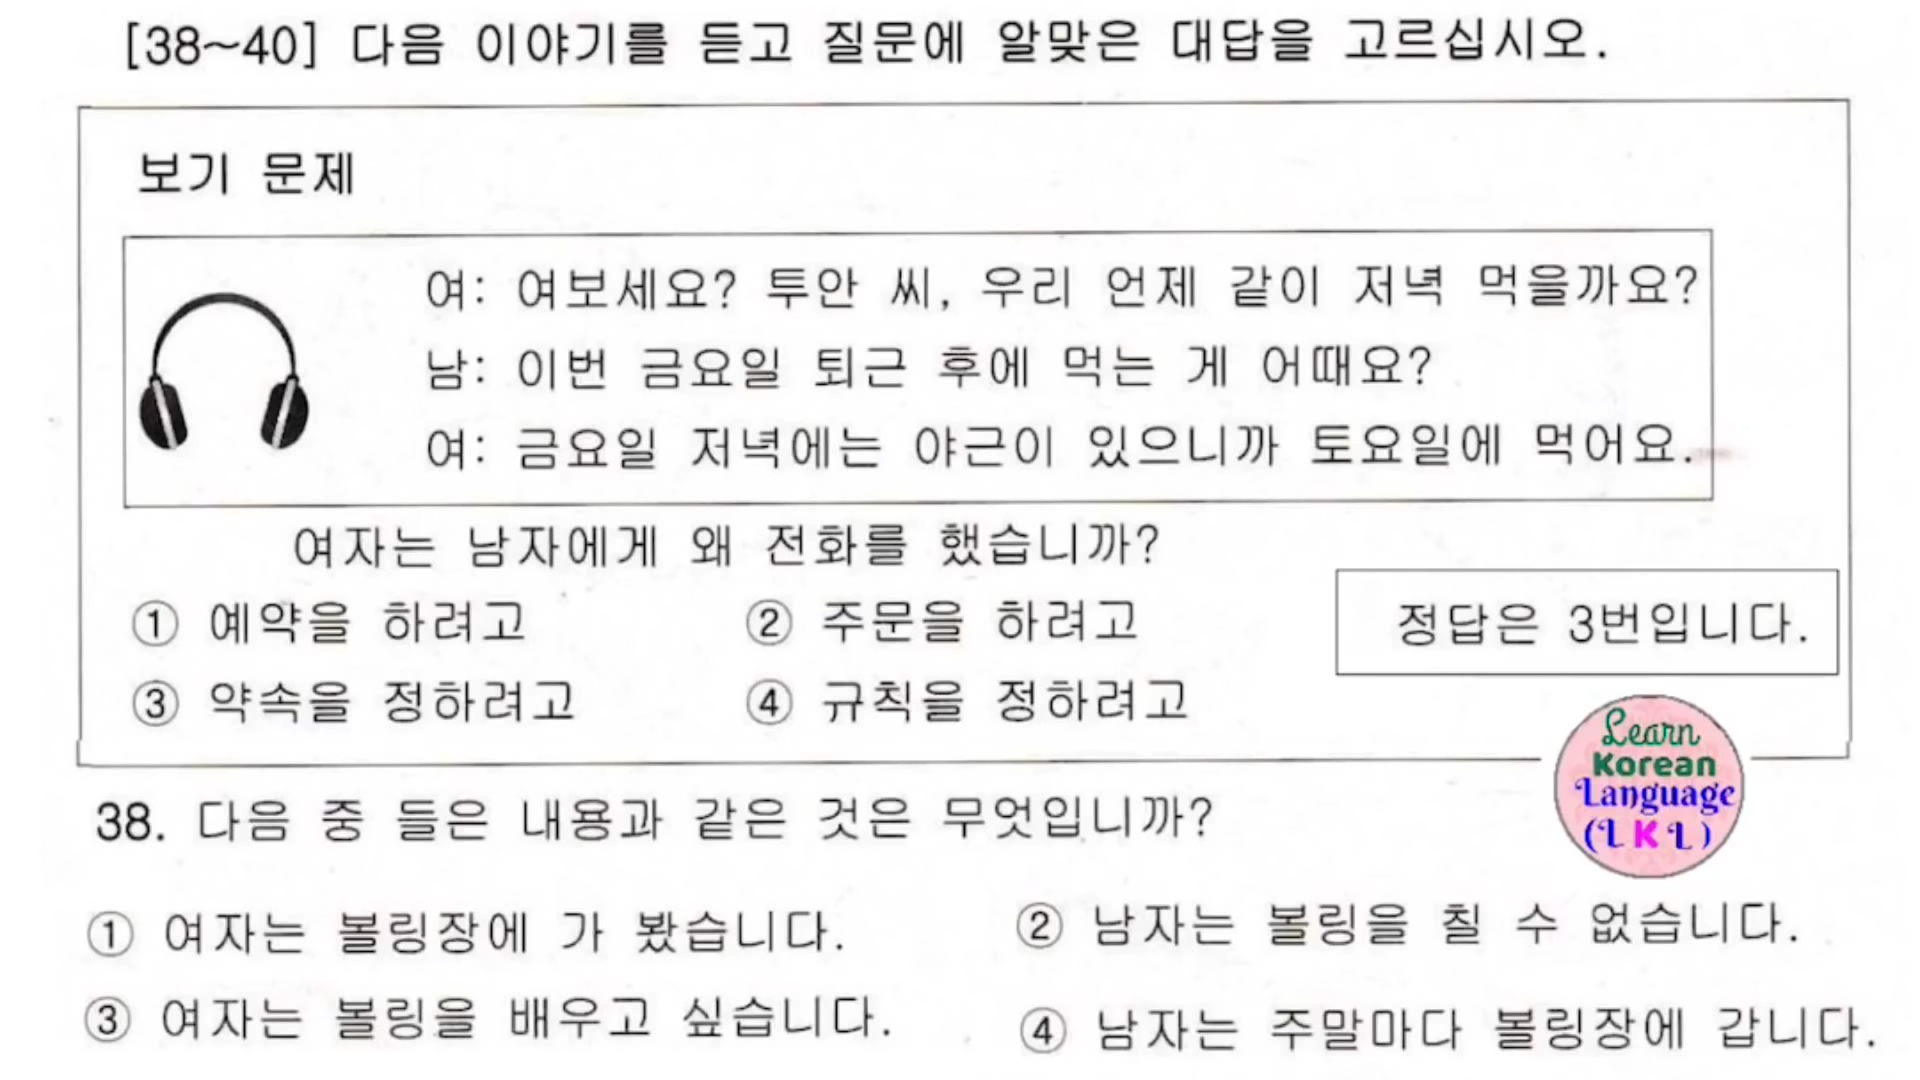 [38~40] 다음 이야기를 듣고 질문에 알맞은 대답을 고르십시오.
보기 문제
여: 여보세요? 투안 씨, 우리 언제 같이 저녁 먹을까요?
남: 이번 금요일 퇴근 후에 먹는 게 어때요?
여: 금요일 저녁에는 야근이 있으니까 토요일에 먹어요.
여자는 남자에게 왜 전화를 했습니까?
① 예약을 하려고 ② 주문을 하려고
정답은 3번입니다.
③ 약속을 정하려고 ④ 규칙을 정하려고
Learn
Korean
Language
(L K L)
38. 다음 중 들은 내용과 같은 것은 무엇입니까?
① 여자는 볼링장에 가 봤습니다. ② 남자는 볼링을 칠 수 없습니다.
③ 여자는 볼링을 배우고 싶습니다. ④ 남자는 주말마다 볼링장에 갑니다.